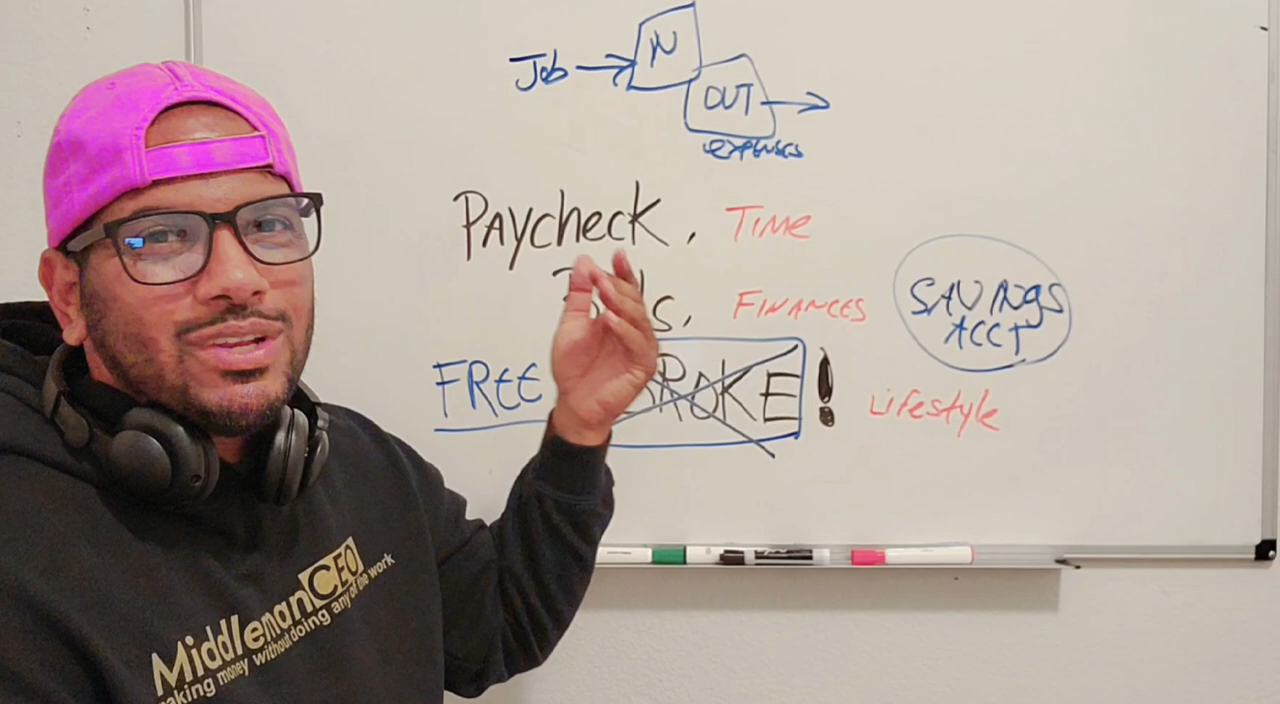 Job → IN
OUT →
expenses
PAycheck, Time
FINANCES
SAVINGS
ACCT
FREE BROKE!
Lifestyle
MiddlemanCEO
making money without doing any of the work